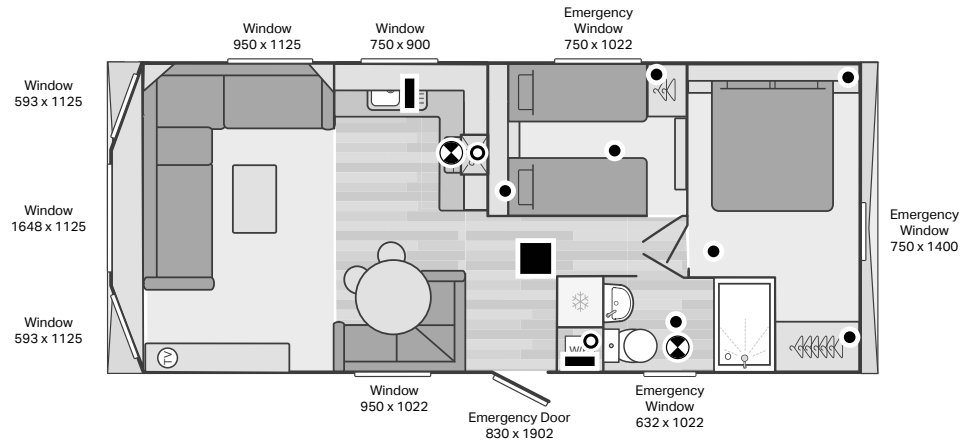 Emergency
Window
750 x 1022
Window
950 x 1125
Window
750 x 900
Window
593 x 1125
Window
1648 x 1125
Emergency
Window
750 x 1400
Window
593 x 1125
TV
Window
950 x 1022
Emergency Door
830 x 1902
Emergency
Window
632 x 1022